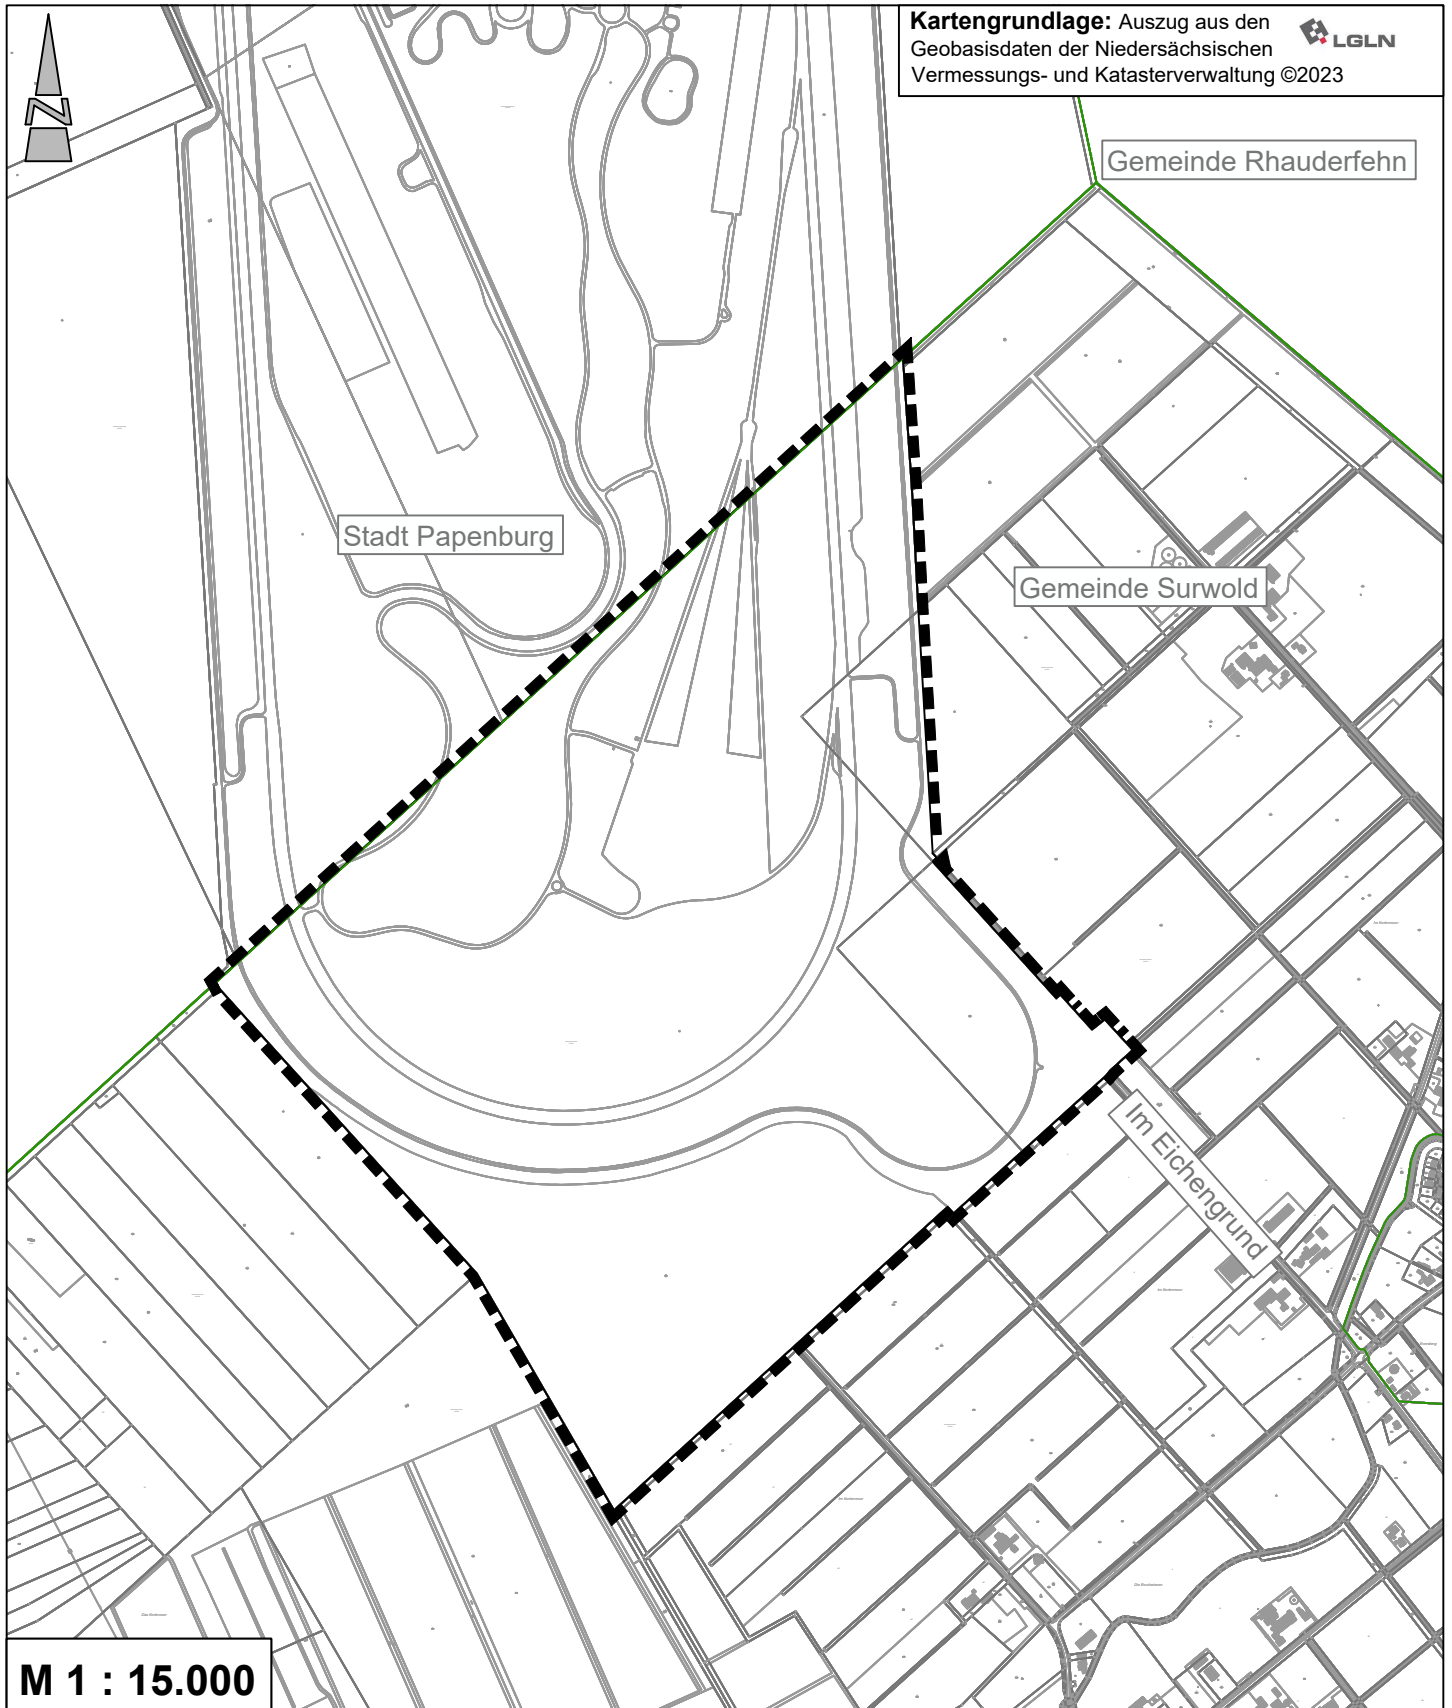 Kartengrundlage: Auszug aus den
Geobasisdaten der Niedersächsischen
Vermessungs- und Katasterverwaltung ©2023
LGLN
N
Gemeinde Rhauderfehn
Stadt Papenburg
Gemeinde Surwold
Im Eichengrund
M 1 : 15.000